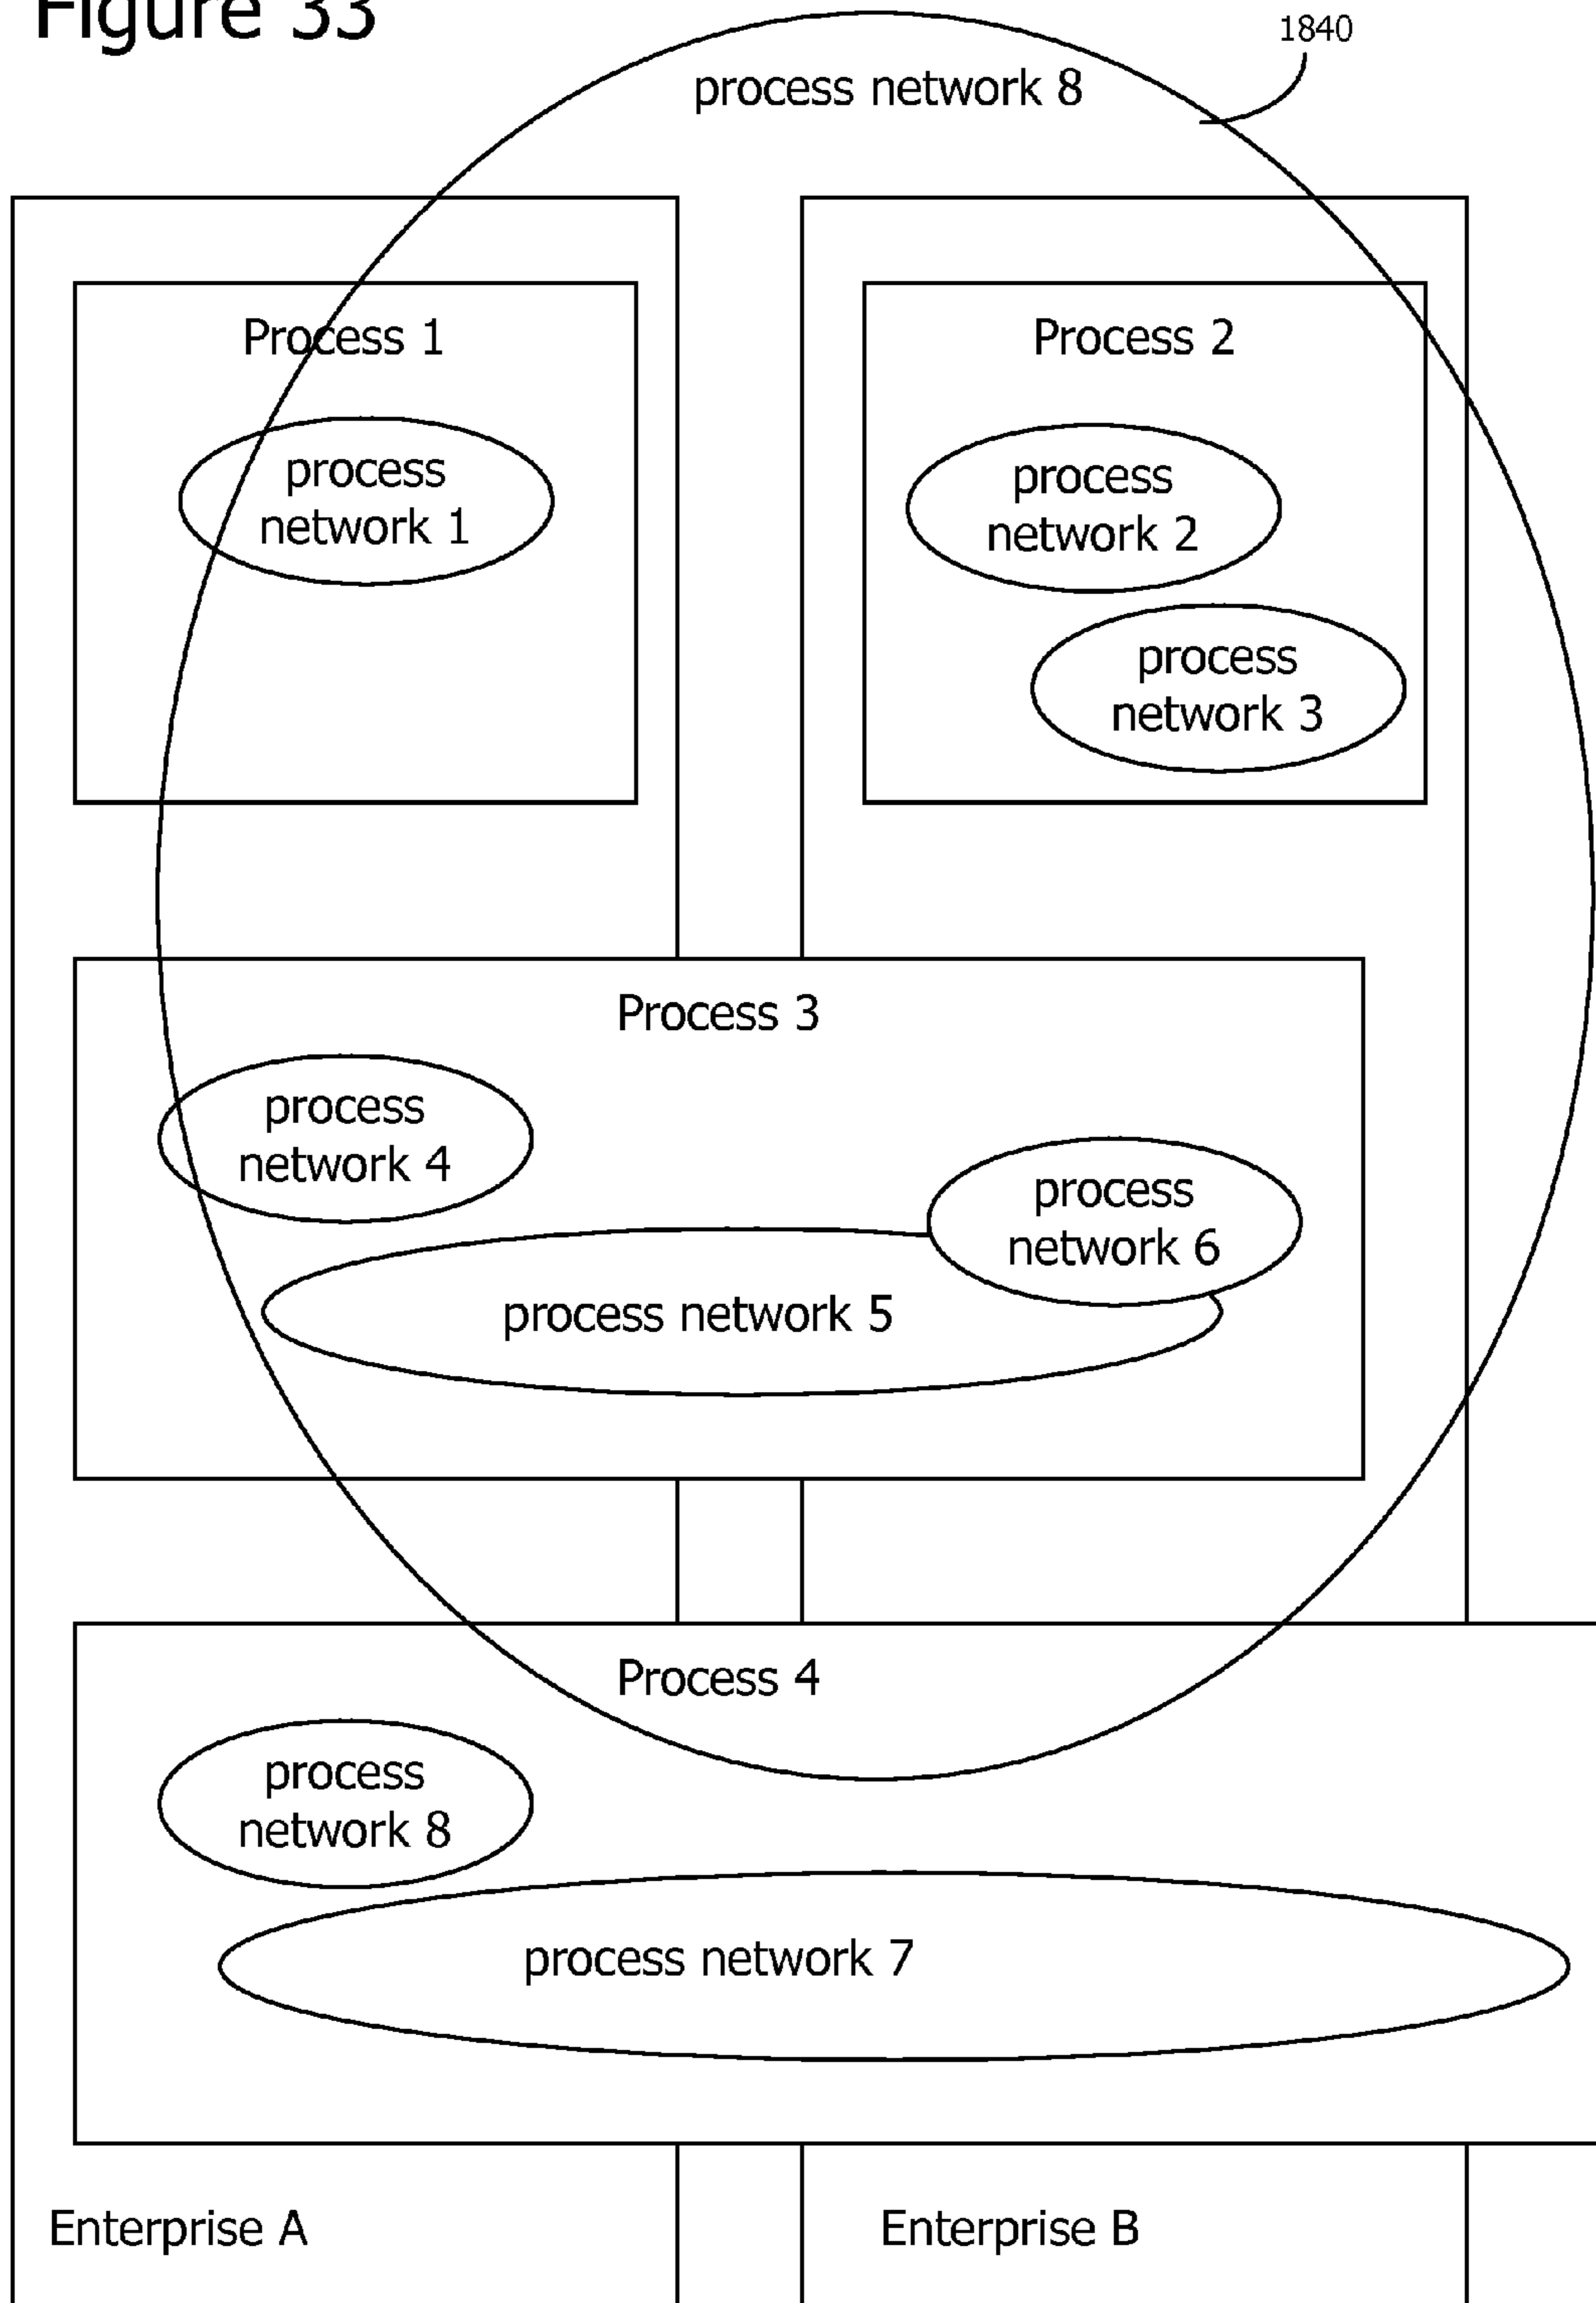 Figure 33
1840
process network 8
Process 1
Process 2
process
network 1
process
network 2
process
network 3
Process 3
process
network 4
process
network 6
process network 5
Process 4
process
network 8
process network 7
Enterprise A
Enterprise B